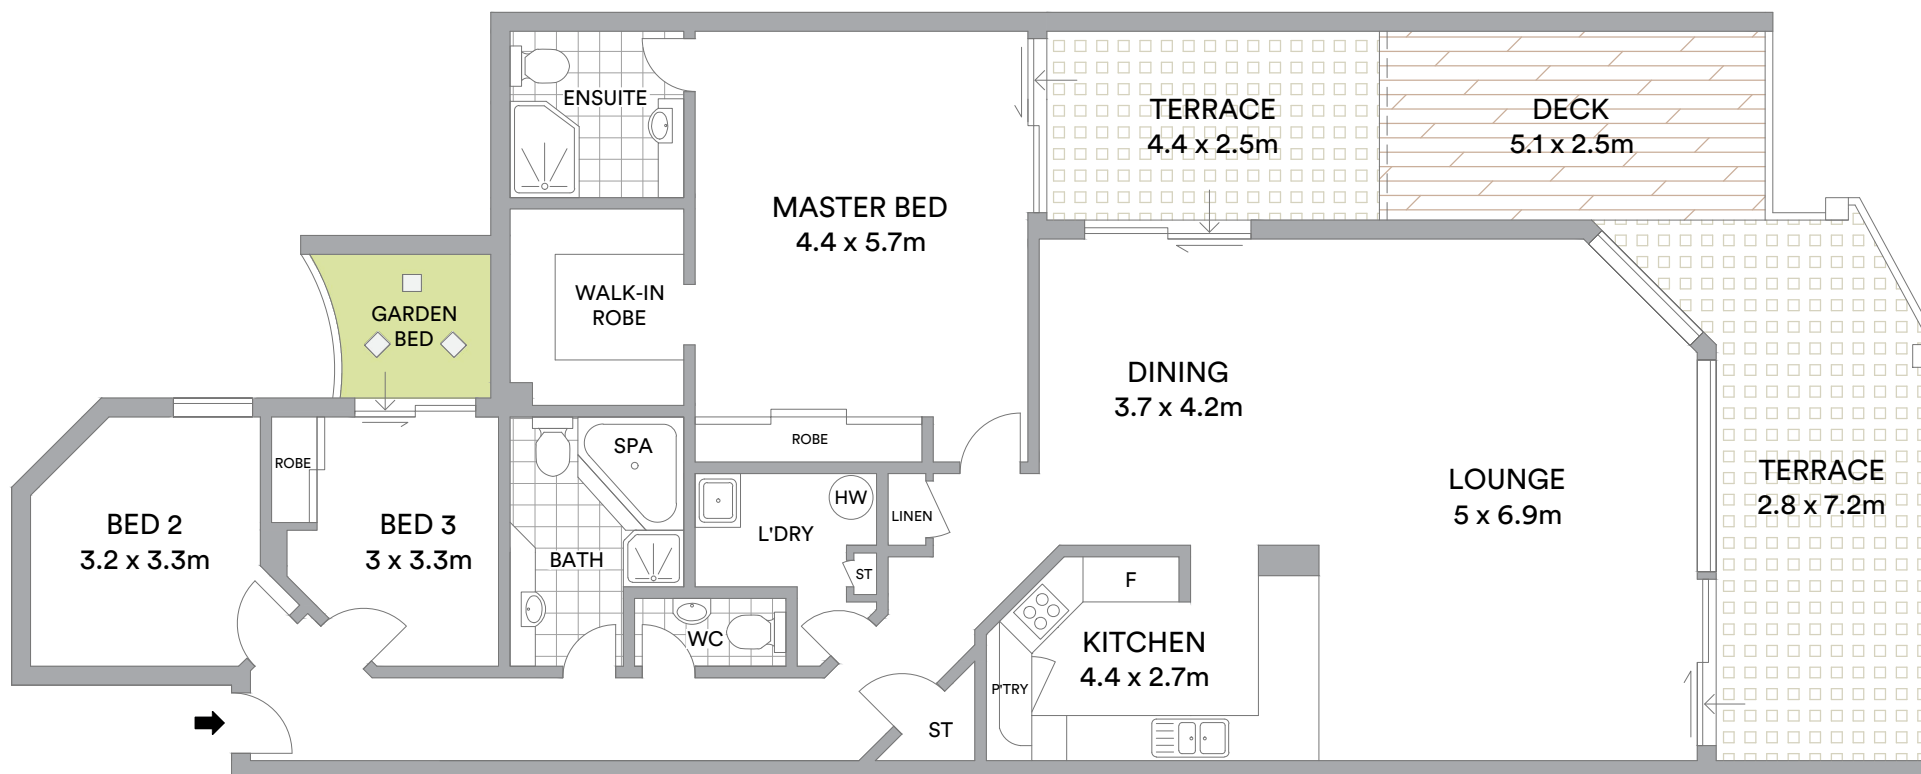 ENSUITE
MASTER BED
4.4 x 5.7m
TERRACE
4.4 x 2.5m
DECK
5.1 x 2.5m
WALK-IN
ROBE
GARDEN
BED
DINING
3.7 x 4.2m
ROBE
SPA
ROBE
LOUNGE
5 x 6.9m
TERRACE
2.8 x 7.2m
BED 2
3.2 x 3.3m
BED 3
3 x 3.3m
HW
LINEN
L'DRY
BATH
ST
F
WC
KITCHEN
4.4 x 2.7m
P'TRY
ST